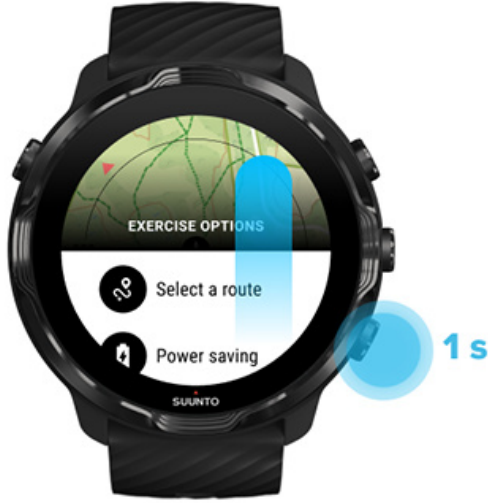 EXERCISE OPTIONS
Select a route
Power saving
SUUNTO
1 s